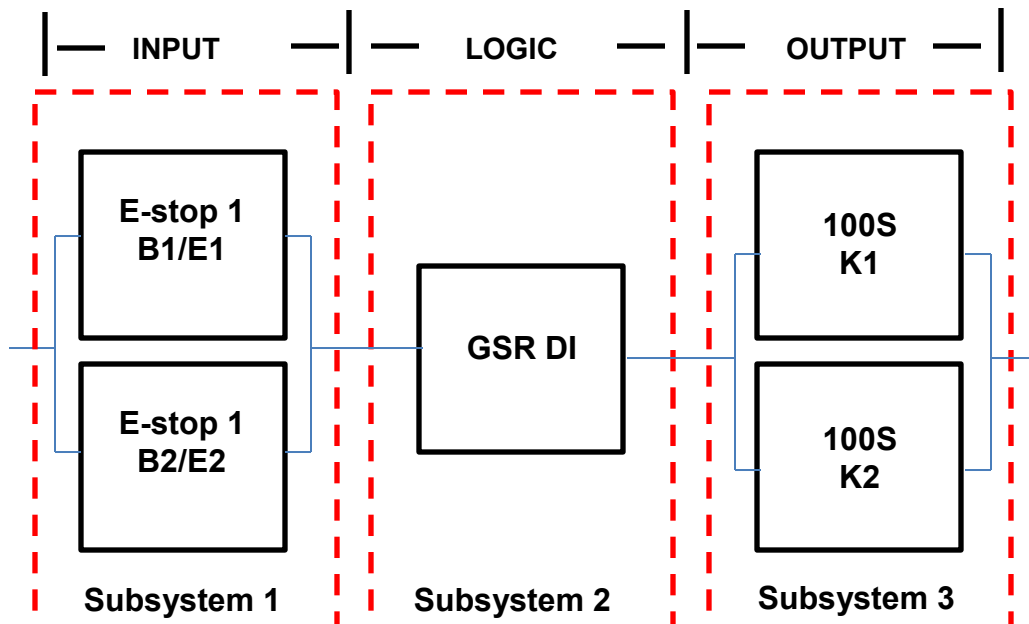 INPUT
LOGIC
OUTPUT
E-stop 1
B1/E1
E-stop 1
B2/E2
GSR DI
100S
K1
100S
K2
Subsystem 1
Subsystem 2
Subsystem 3